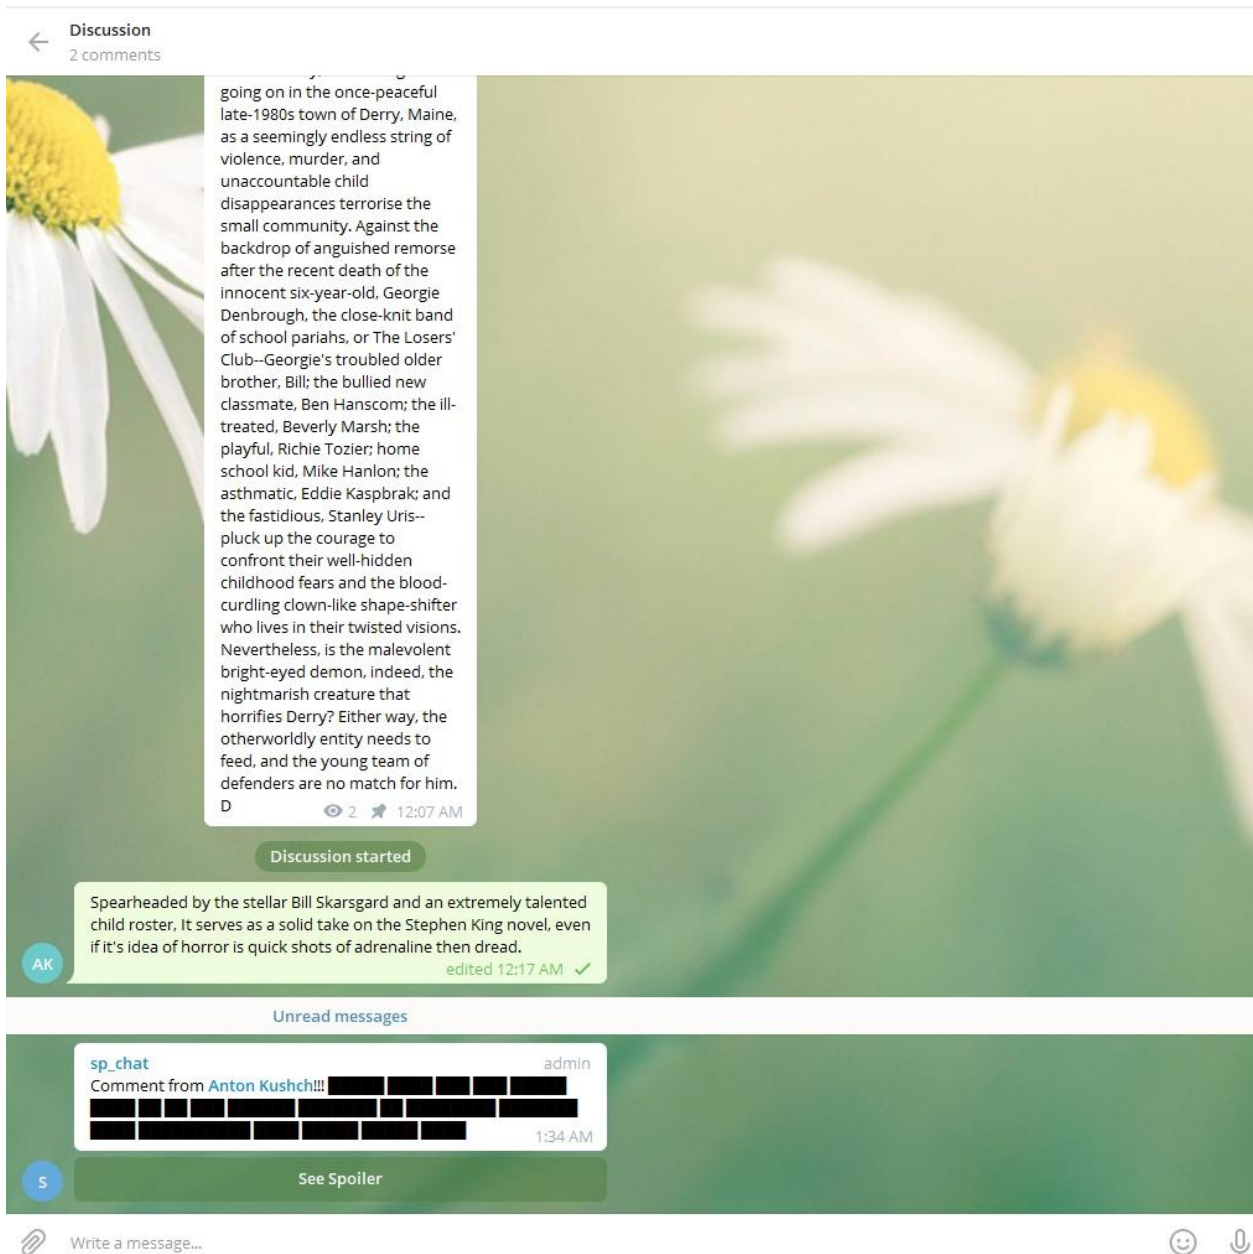 Discussion
2 comments
going on in the once-peaceful
late-1980s town of Derry, Maine,
as a seemingly endless string of
violence, murder, and
unaccountable child
disappearances terrorise the
small community. Against the
backdrop of anguished remorse
after the recent death of the
innocent six-year-old, Georgie
Denbrough, the close-knit band
of school pariahs, or The Losers'
Club--Georgie's troubled older
brother, Bill; the bullied new
classmate, Ben Hanscom; the ill-
treated, Beverly Marsh; the
playful, Richie Tozier; home
school kid, Mike Hanlon; the
asthmatic, Eddie Kaspbrak; and
the fastidious, Stanley Uris--
pluck up the courage to
confront their well-hidden
childhood fears and the blood-
curdling clown-like shape-shifter
who lives in their twisted visions.
Nevertheless, is the malevolent
bright-eyed demon, indeed, the
nightmarish creature that
horrifies Derry? Either way, the
otherworldly entity needs to
feed, and the young team of
defenders are no match for him.
D 2 12:07 AM
Discussion started
Spearheaded by the stellar Bill Skarsgard and an extremely talented
child roster, It serves as a solid take on the Stephen King novel, even
if it's idea of horror is quick shots of adrenaline then dread.
edited 12:17 AM
AK
Unread messages
sp_chat admin
Comment from Anton Kushch!!!
1:34 AM
S
See Spoiler
Write a message...